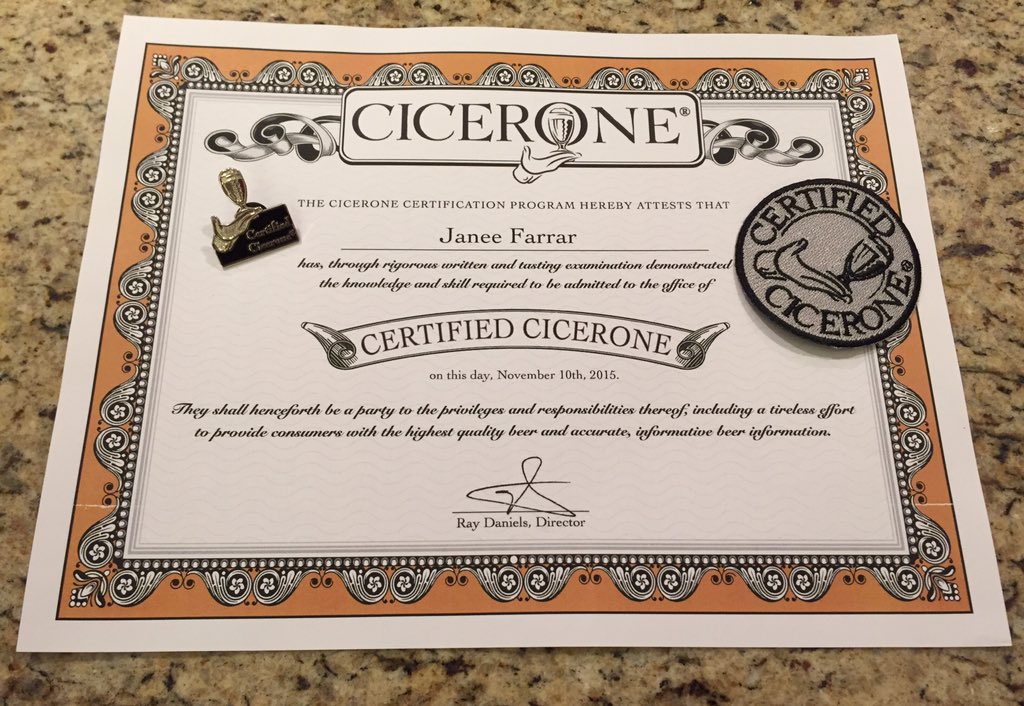 CICERONE®
THE CICERONE CERTIFICATION PROGRAM HEREBY ATTESTS THAT
Janee Farrar
has, through rigorous written and tasting examination demonstrated
the knowledge and skill required to be admitted to the office of
CERTIFIED CICERONE
on this day, November 10th, 2015.
They shall henceforth be a party to the privileges and responsibilities thereof, including a tireless effort
to provide consumers with the highest quality beer and accurate, informative beer information.
Ray Daniels, Director
Certified
Cicerone®
CERTIFIED
CICERONE®